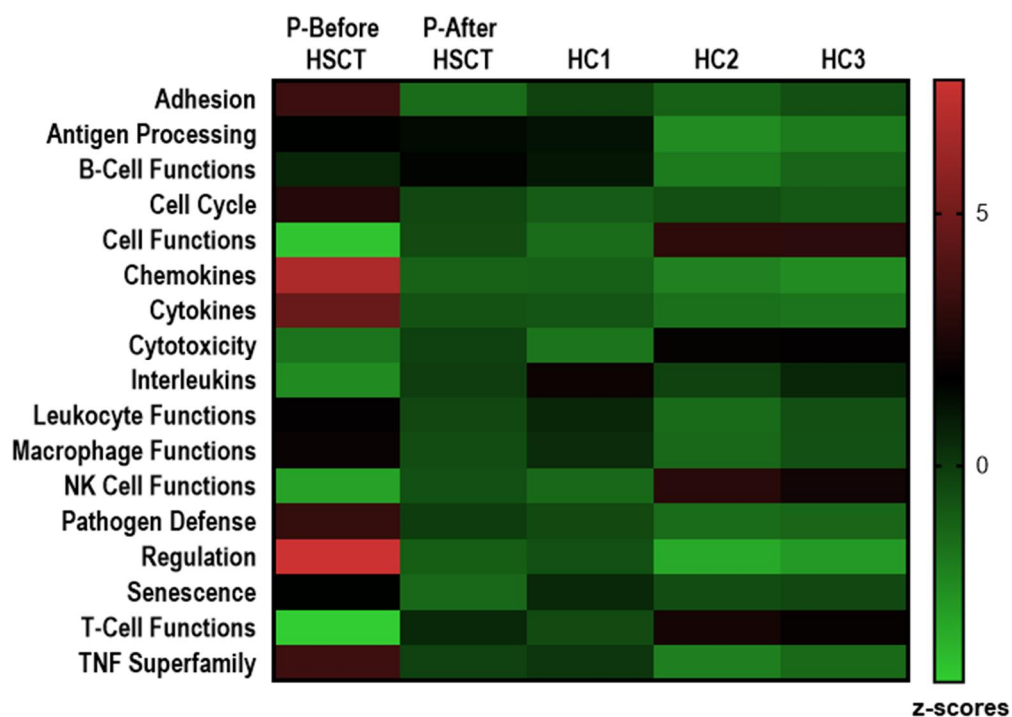 P-Before P-After
HSCT HSCT HC1 HC2 HC3
Adhesion
Antigen Processing
B-Cell Functions
Cell Cycle
Cell Functions
5
Chemokines
Cytokines
Cytotoxicity
Interleukins
Leukocyte Functions
Macrophage Functions
0
NK Cell Functions
Pathogen Defense
Regulation
Senescence
T-Cell Functions
TNF Superfamily
z-scores